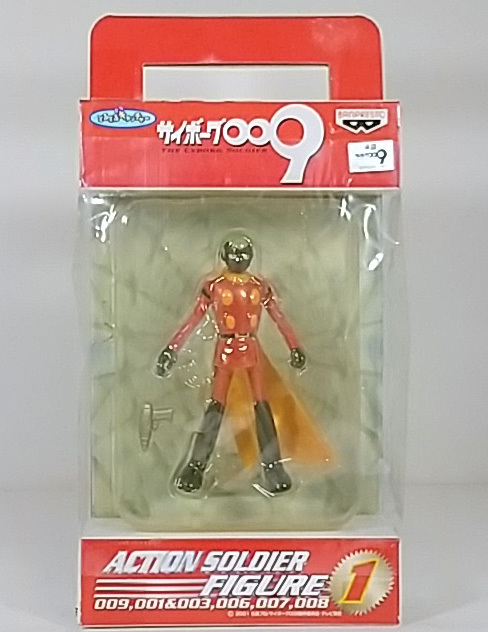 サイボーグ009
THE CYBORG SOLDIER
BANPRESTO
ACTION SOLDIER
FIGURE 1
009,001&003,006,007,008